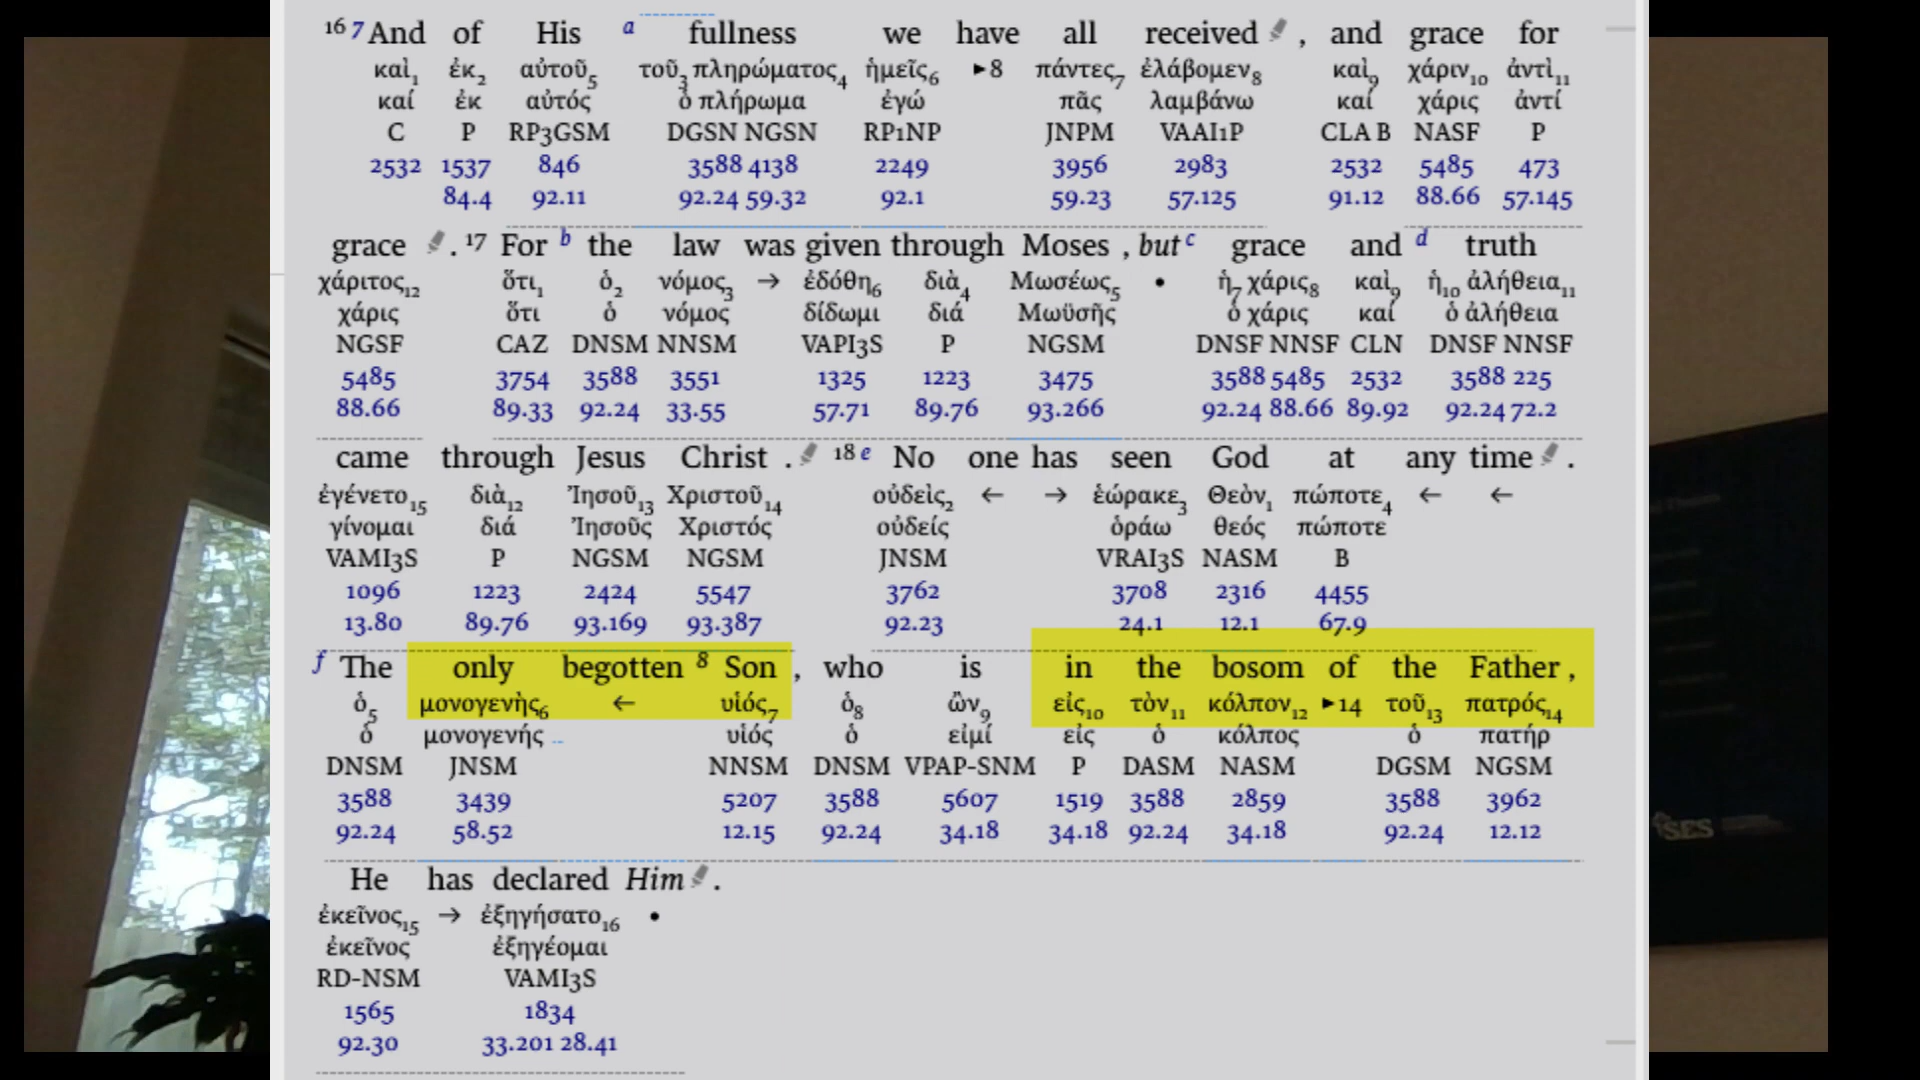 16 7 And of His a fullness we have all received , and grace for
καὶ1 ἐκ2 αὐτοῦ5 τοῦ3 πληρώματος4 ἡμεῖς6 ►8 πάντες7 ἐλάβομεν8 καὶ9 χάριν10 ἀντὶ11
καί ἐκ αὐτός ὁ πλήρωμα ἐγώ πᾶς λαμβάνω καί χάρις ἀντί
C P RP3GSM DGSN NGSN RP1NP JNPM VAAI1P CLA B NASF P
2532 1537 846 3588 4138 2249 3956 2983 2532 5485 473
84.4 92.11 92.24 59.32 92.1 59.23 57.125 91.12 88.66 57.145
grace . 17 For b the law was given through Moses , but c grace and d truth
χάριτος12 ὅτι1 ὁ2 νόμος3 → ἐδόθη6 διὰ4 Μωσέως5 • ἡ7 χάρις8 καὶ9 ἡ10 ἀλήθεια11
χάρις ὅτι ὁ νόμος δίδωμι διά Μωϋσῆς ὁ χάρις καί ὁ ἀλήθεια
NGSF CAZ DNSM NNSM VAPI3S P NGSM DNSF NNSF CLN DNSF NNSF
5485 3754 3588 3551 1325 1223 3475 3588 5485 2532 3588 225
88.66 89.33 92.24 33.55 57.71 89.76 93.266 92.24 88.66 89.92 92.24 72.2
came through Jesus Christ . 18 e No one has seen God at any time .
ἐγένετο15 διὰ12 Ἰησοῦ13 Χριστοῦ14 οὐδεὶς2 ← → ἑώρακε3 Θεὸν1 πώποτε4 ← ←
γίνομαι διά Ἰησοῦς Χριστός οὐδείς ὁράω θεός πώποτε
VAMI3S P NGSM NGSM JNSM VRAI3S NASM B
1096 1223 2424 5547 3762 3708 2316 4455
13.80 89.76 93.169 93.387 92.23 24.1 12.1 67.9
f The only begotten 8 Son , who is in the bosom of the Father ,
ὁ5 μονογενὴς6 ← υἱός7 ὁ8 ὢν9 εἰς10 τὸν11 κόλπον12 ►14 τοῦ13 πατρός14
ὁ μονογενής υἱός ὁ εἰμί εἰς ὁ κόλπος ὁ πατήρ
DNSM JNSM NNSM DNSM VPAP-SNM P DASM NASM DGSM NGSM
3588 3439 5207 3588 5607 1519 3588 2859 3588 3962
92.24 58.52 12.15 92.24 34.18 34.18 92.24 34.18 92.24 12.12
He has declared Him .
ἐκεῖνος15 → ἐξηγήσατο16 •
ἐκεῖνος ἐξηγέομαι
RD-NSM VAMI3S
1565 1834
92.30 33.201 28.41